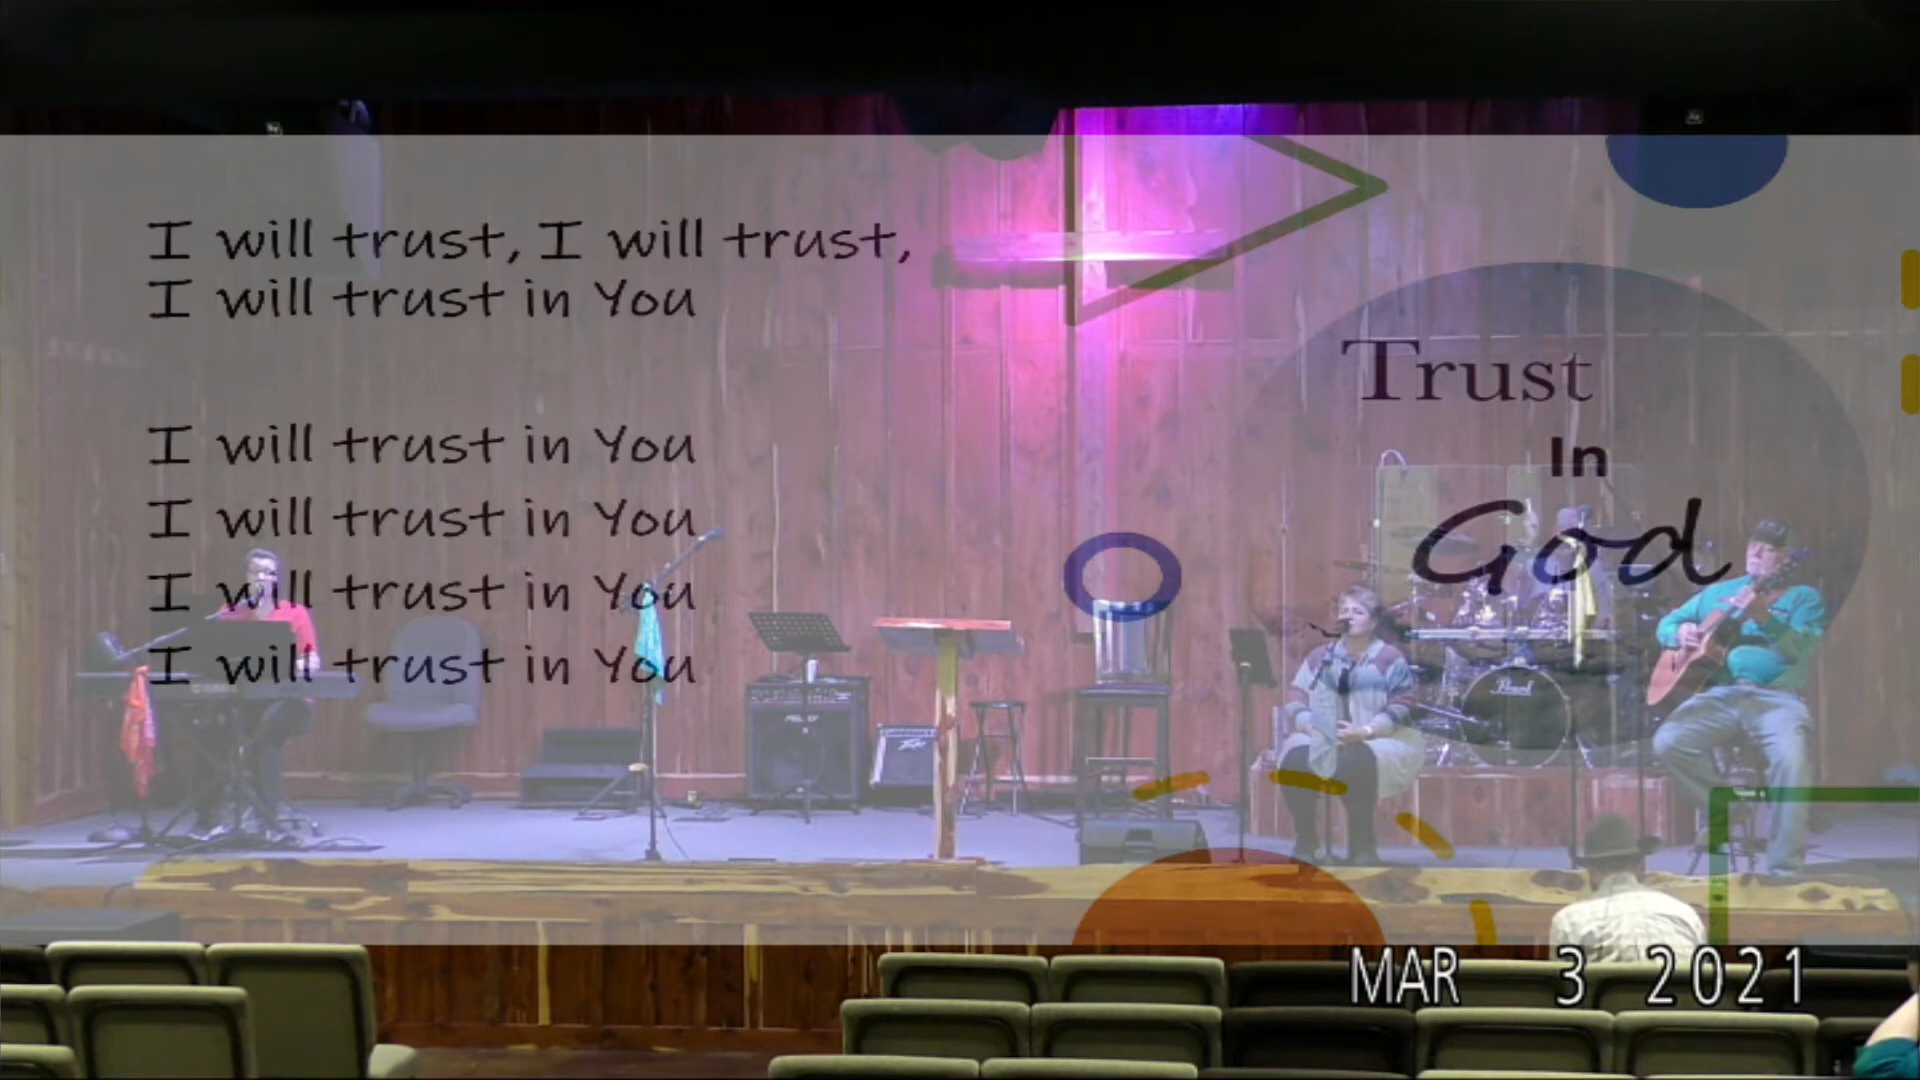 I will trust, I will trust,
I will trust in You
I will trust in You
I will trust in You
I will trust in You
I will trust in You
Trust
In
God
Pearl
MAR 3 2021